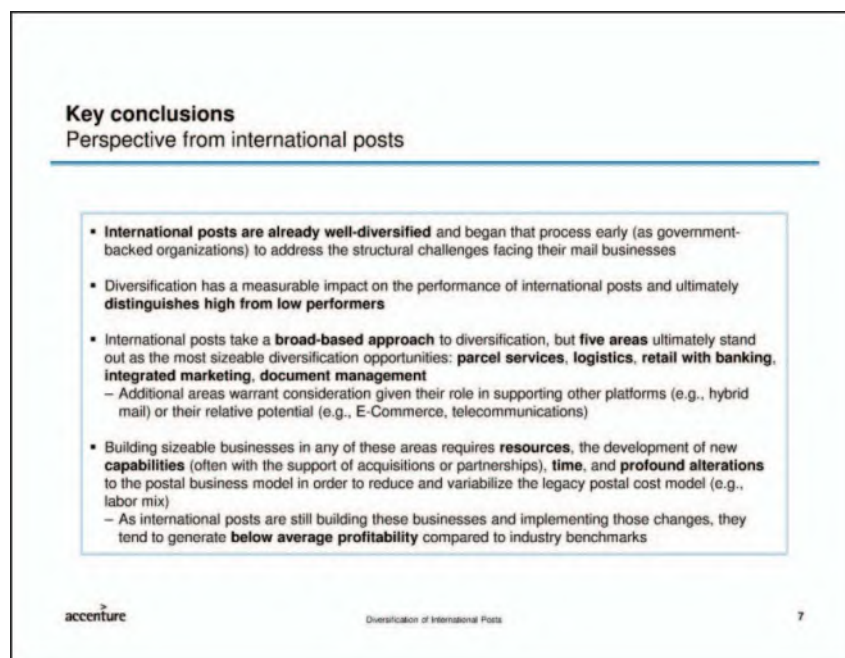 Key conclusions
Perspective from international posts
▪ International posts are already well-diversified and began that process early (as government-
backed organizations) to address the structural challenges facing their mail businesses
▪ Diversification has a measurable impact on the performance of international posts and ultimately
distinguishes high from low performers
▪ International posts take a broad-based approach to diversification, but five areas ultimately stand
out as the most sizeable diversification opportunities: parcel services, logistics, retail with banking,
integrated marketing, document management
– Additional areas warrant consideration given their role in supporting other platforms (e.g., hybrid
mail) or their relative potential (e.g., E-Commerce, telecommunications)
▪ Building sizeable businesses in any of these areas requires resources, the development of new
capabilities (often with the support of acquisitions or partnerships), time, and profound alterations
to the postal business model in order to reduce and variabilize the legacy postal cost model (e.g.,
labor mix)
– As international posts are still building these businesses and implementing those changes, they
tend to generate below average profitability compared to industry benchmarks
accenture
Diversification of International Posts
7